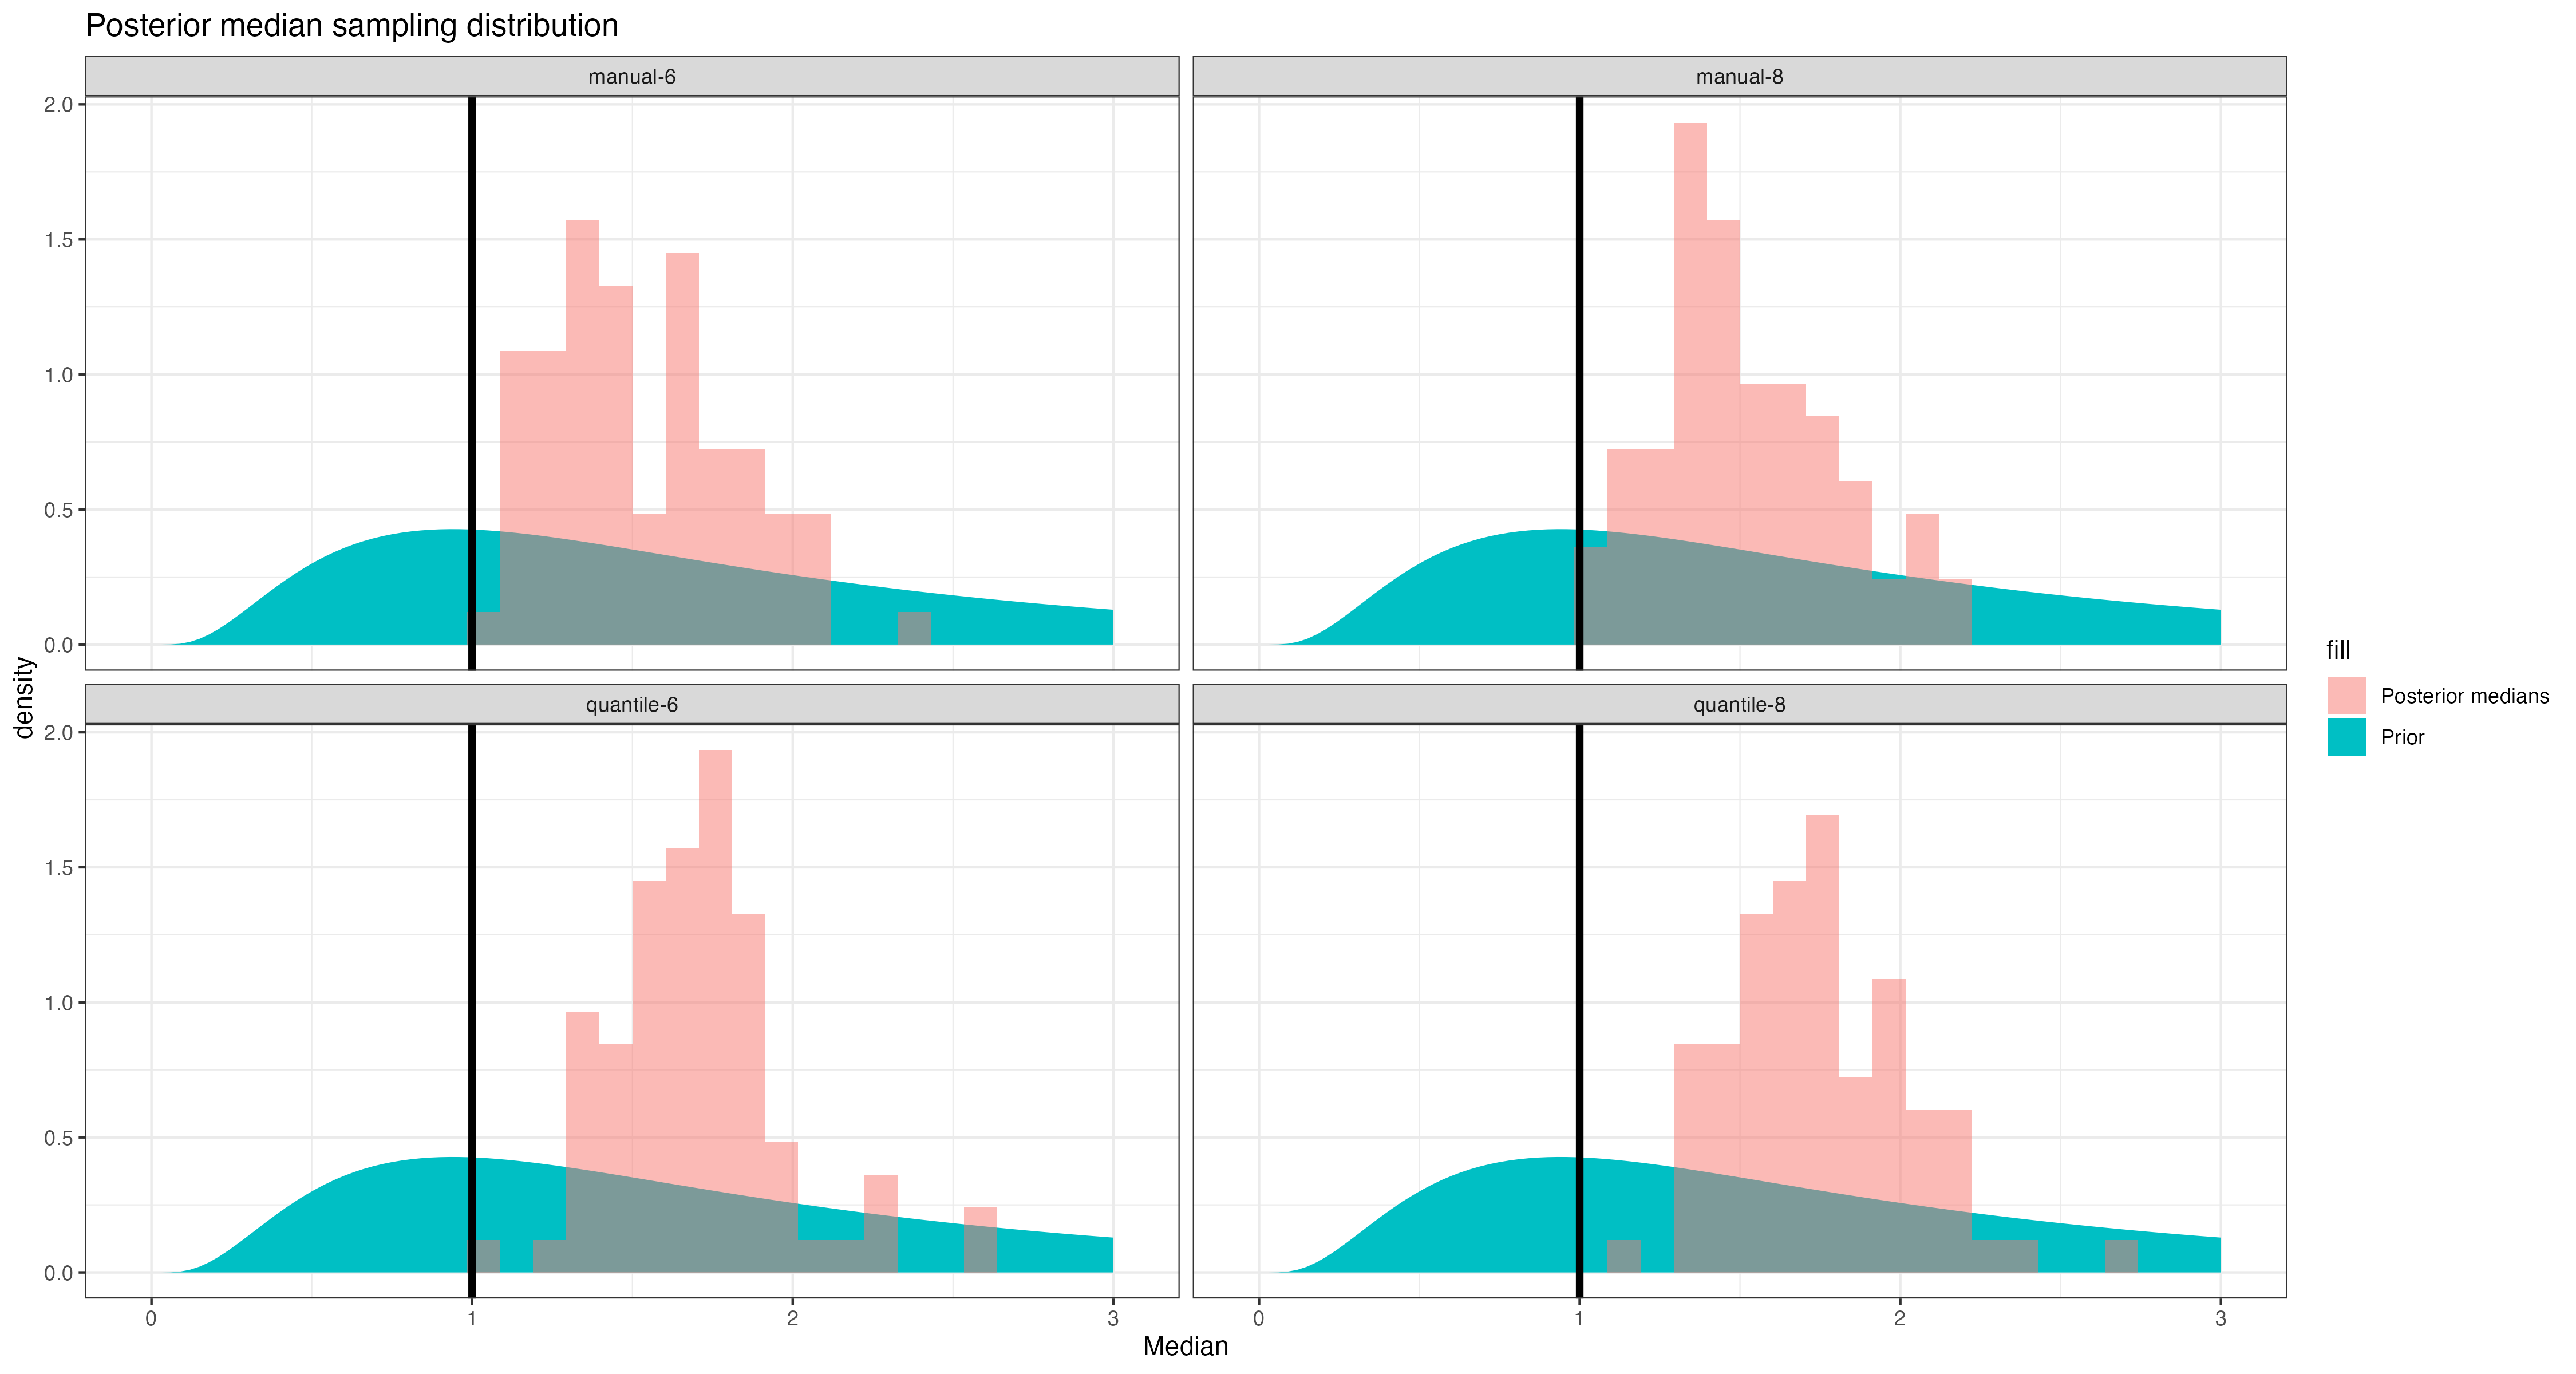 Posterior median sampling distribution
manual-6
manual-8
2.0
1.5
1.0
0.5
0.0
quantile-6
quantile-8
2.0
1.5
1.0
0.5
0.0
0
1
2
3
0
1
2
3
Median
density
fill
Posterior medians
Prior